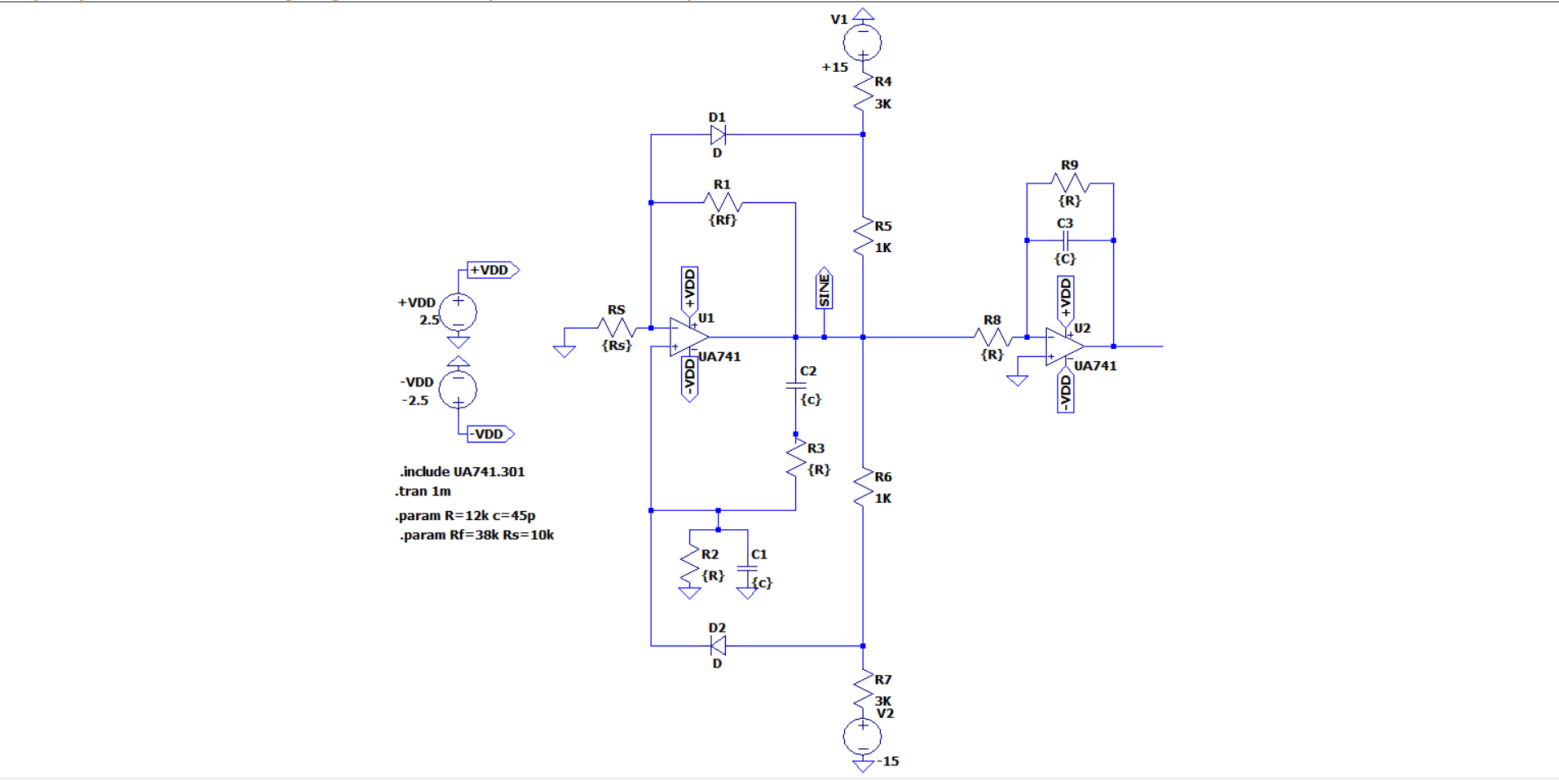 V1
+15
R4
3K
D1
D
R1
{Rf}
R5
1K
R9
{R}
C3
{C}
+VDD
+VDD
2.5
-VDD
-2.5
-VDD
RS
{Rs}
+VDD
U1
UA741
-VDD
SINE
R8
{R}
+VDD
U2
UA741
-VDD
C2
{c}
R3
{R}
R6
1K
.include UA741.301
.tran 1m
.param R=12k c=45p
.param Rf=38k Rs=10k
R2
{R}
C1
{c}
D2
D
R7
3K
V2
-15